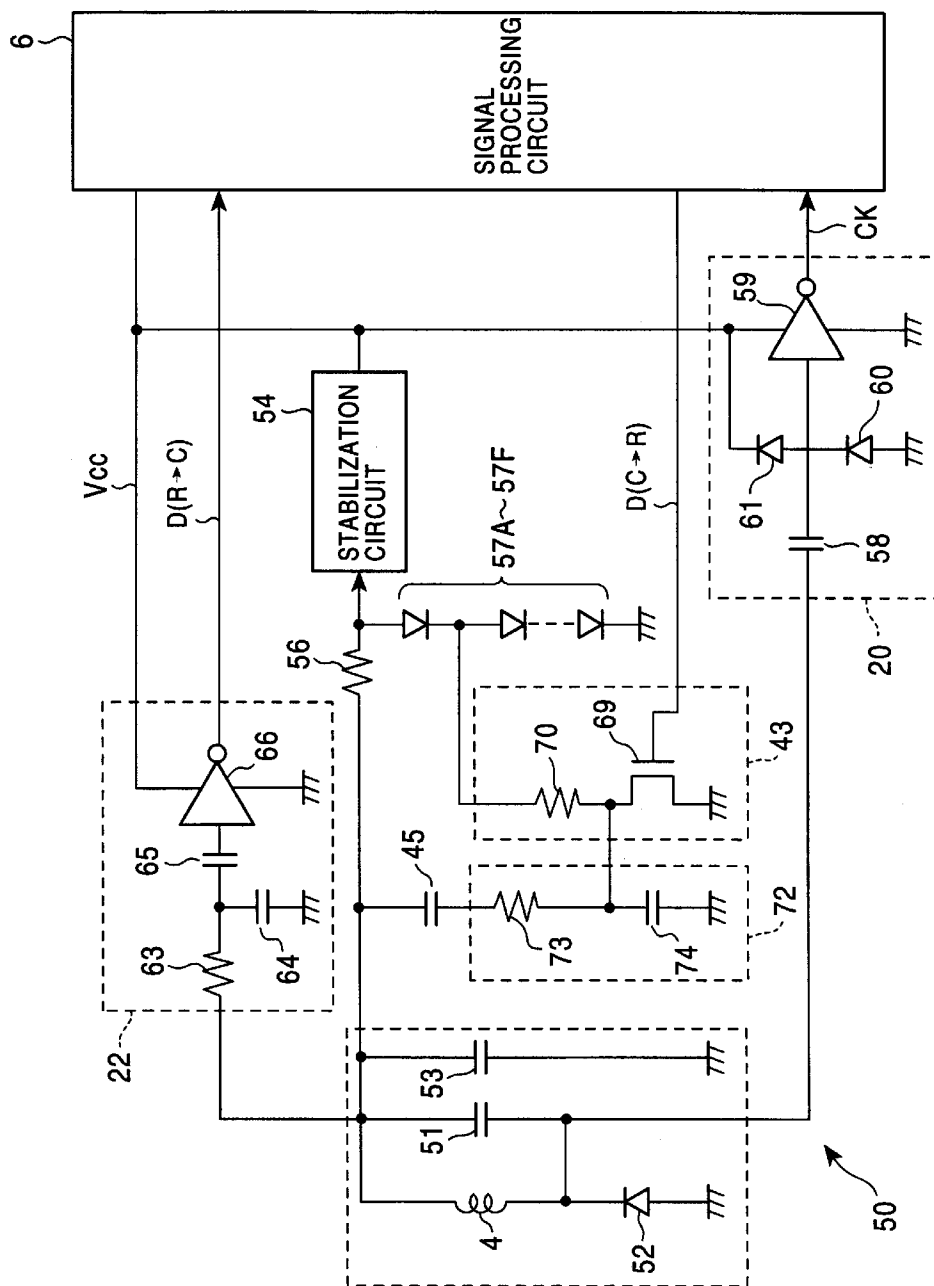 6
SIGNAL
PROCESSING
CIRCUIT
Vcc
D(R→C)
54
STABILIZATION
CIRCUIT
57A~57F
D(C→R)
CK
59
60
61
58
20
56
66
65
64
63
22
45
70
69
43
73
74
72
53
51
4
52
50